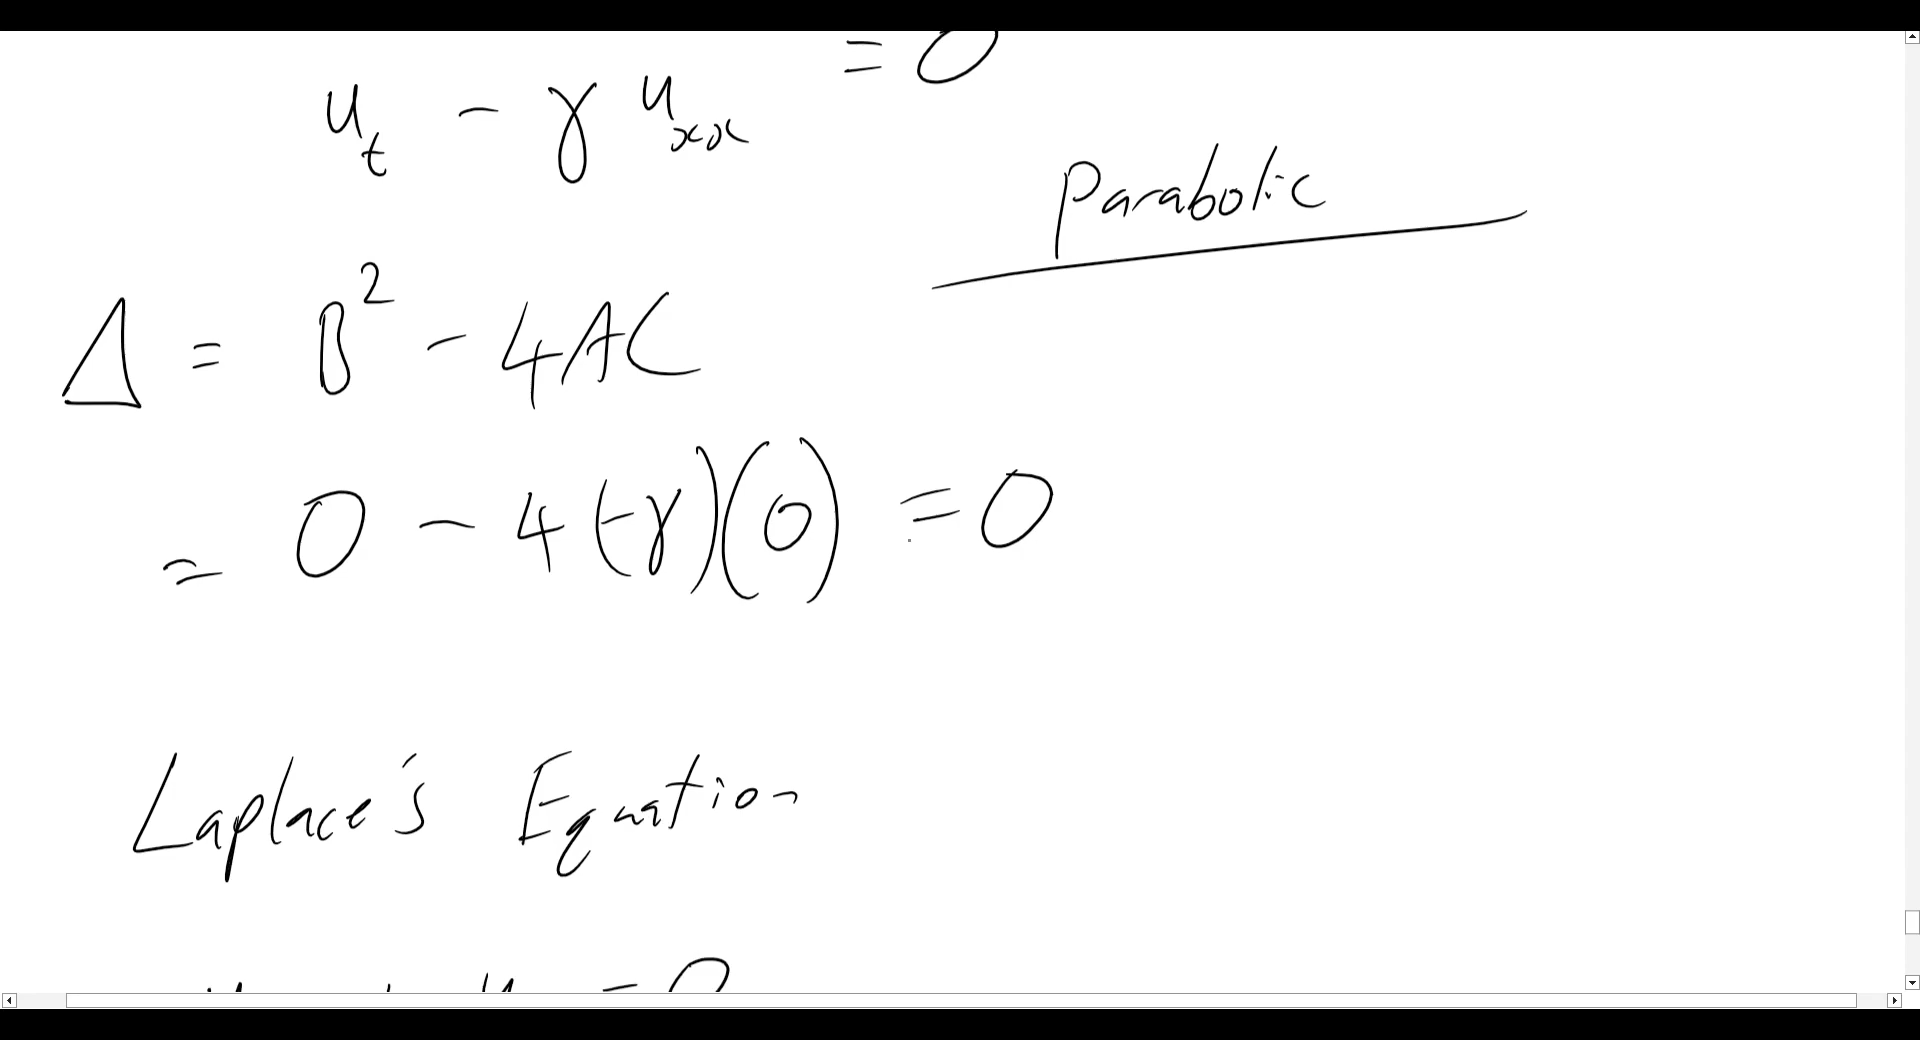 u_t - γ u_xx = 0
Parabolic
Δ = B² - 4AC
= 0 - 4(-γ)(0) = 0
Laplace's Equation